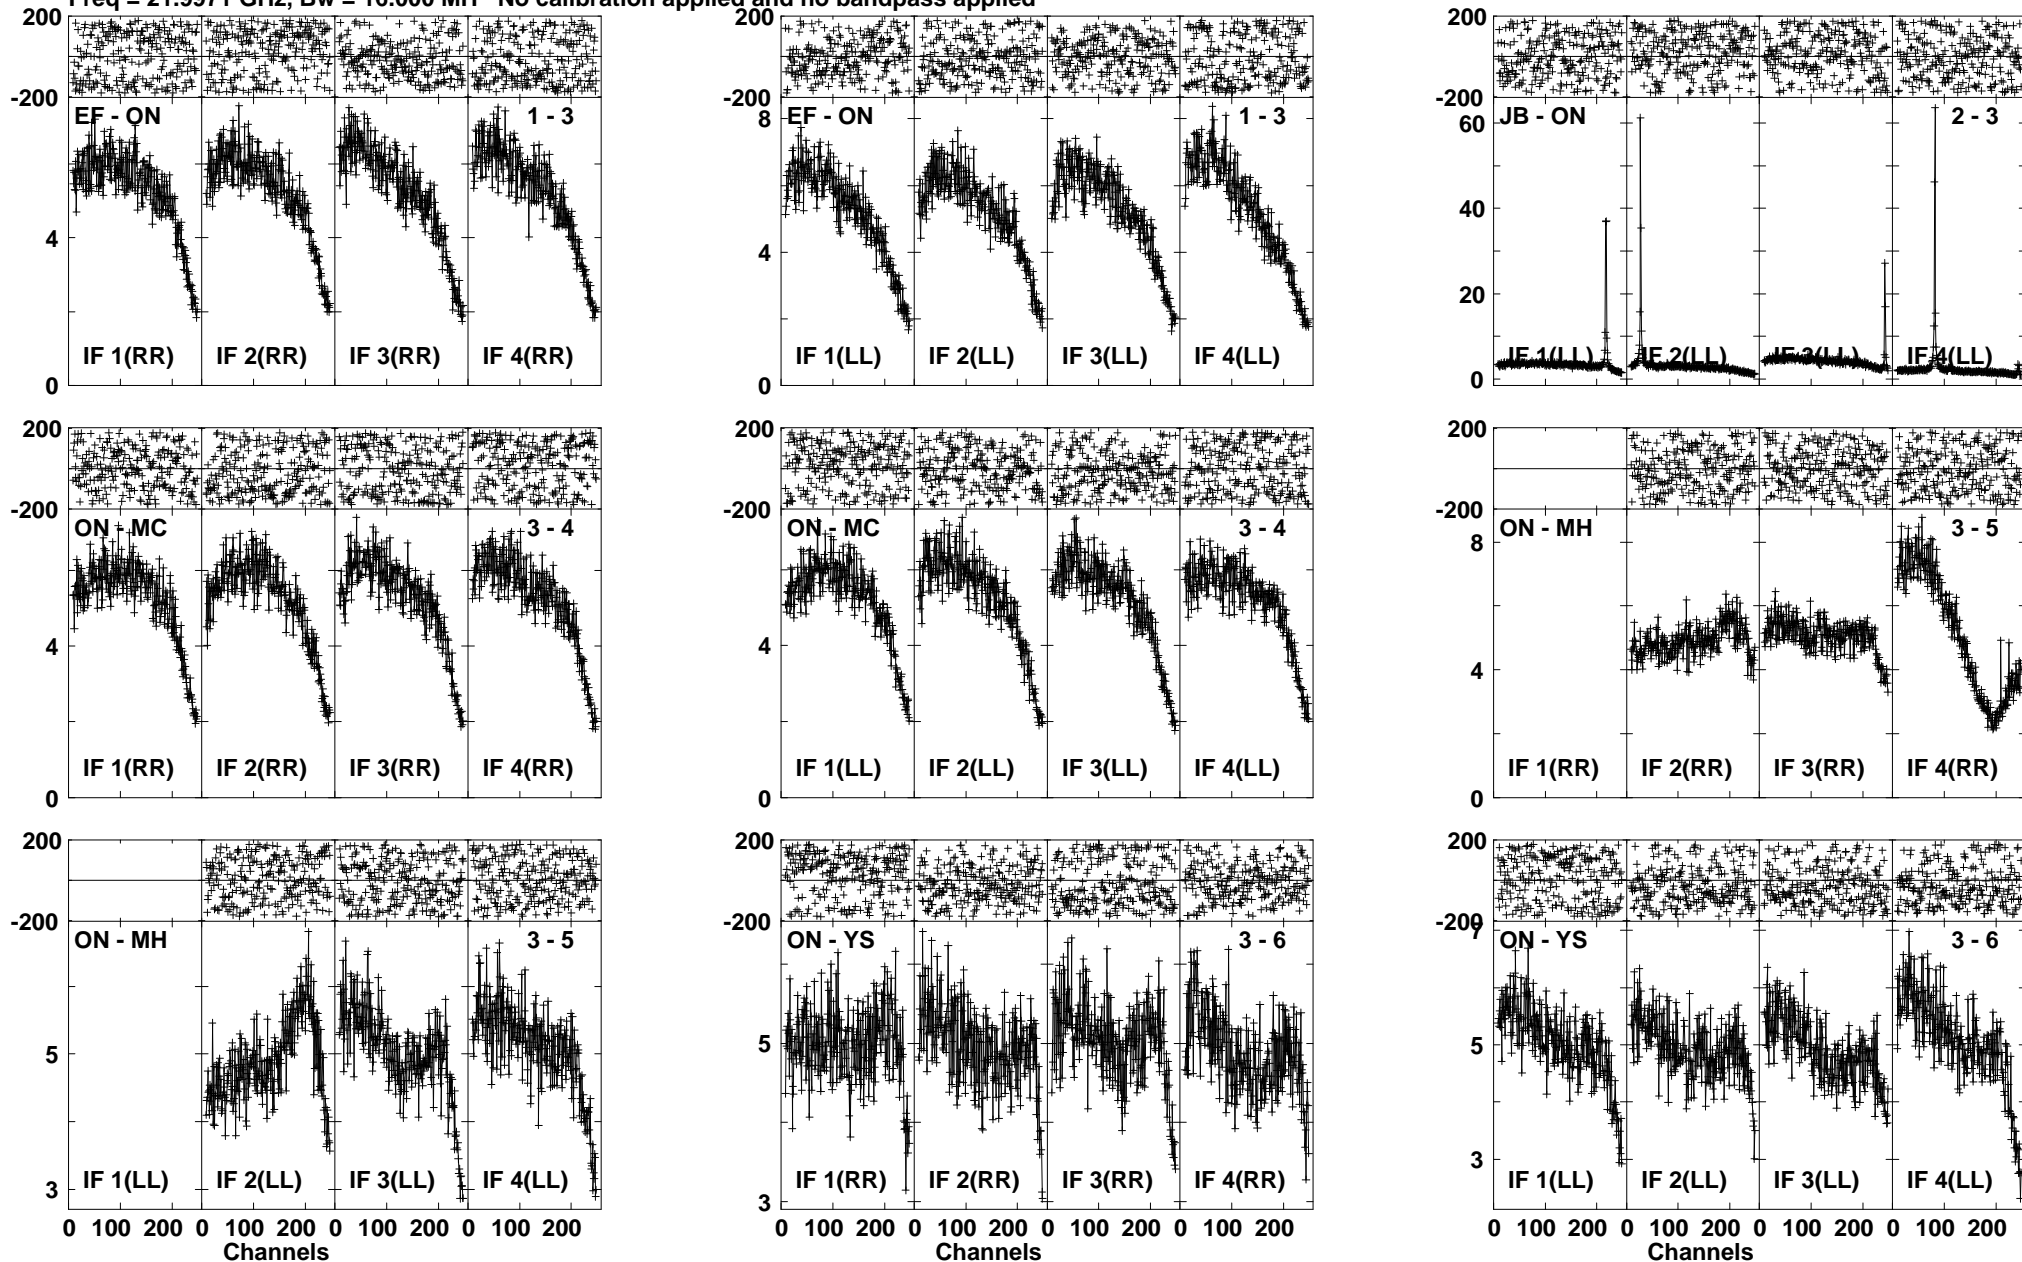 Freq = 21.9971 GHz, Bw = 16.000 MH No calibration applied and no bandpass applied
200 200 200
-200 -200 -200
EF - ON 1 - 3 8 EF - ON 1 - 3 60 JB - ON 2 - 3
40
4 4
20
IF 1(RR) IF 2(RR) IF 3(RR) IF 4(RR) IF 1(LL) IF 2(LL) IF 3(LL) IF 4(LL) IF 1(LL) IF 2(LL) IF 3(LL) IF 4(LL)
0 0 0
200 200 200
-200 -200 -200
ON - MC 3 - 4 ON - MC 3 - 4 8 ON - MH 3 - 5
4 4 4
IF 1(RR) IF 2(RR) IF 3(RR) IF 4(RR) IF 1(LL) IF 2(LL) IF 3(LL) IF 4(LL) IF 1(RR) IF 2(RR) IF 3(RR) IF 4(RR)
0 0 0
200 200 200
-200 -200 -200
ON - MH 3 - 5 ON - YS 3 - 6 7 ON - YS 3 - 6
5 5 5
IF 1(LL) IF 2(LL) IF 3(LL) IF 4(LL) IF 1(RR) IF 2(RR) IF 3(RR) IF 4(RR) IF 1(LL) IF 2(LL) IF 3(LL) IF 4(LL)
3 3 3
0 100 200 0 100 200 0 100 200 0 100 200 0 100 200 0 100 200 0 100 200 0 100 200 0 100 200 0 100 200 0 100 200 0 100 200
Channels Channels Channels